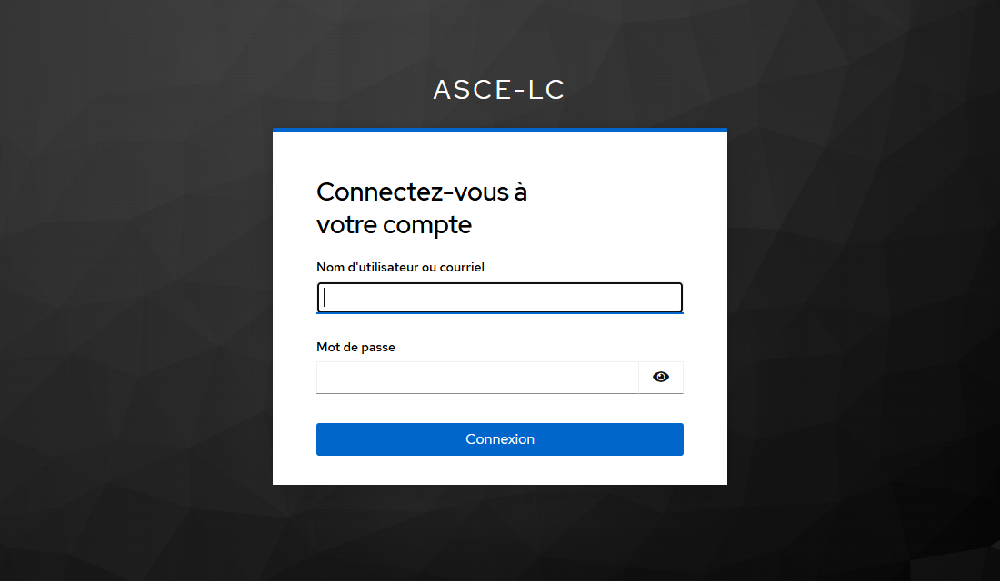 ASCE-LC
Connectez-vous à
votre compte
Nom d'utilisateur ou courriel
Mot de passe
Connexion